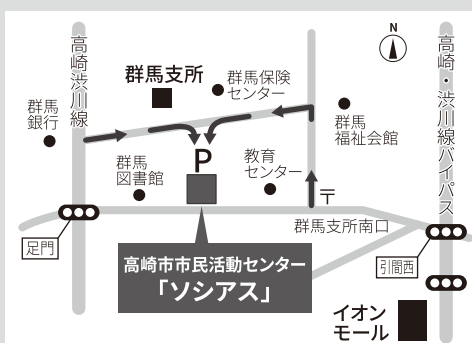 N
高崎渋川線
群馬支所
群馬保険
センター
高崎・渋川線バイパス
群馬
銀行
群馬
福祉会館
P
群馬
図書館
教育
センター
〒
群馬支所南口
足門
引間西
高崎市市民活動センター
「ソシアス」
イオン
モール